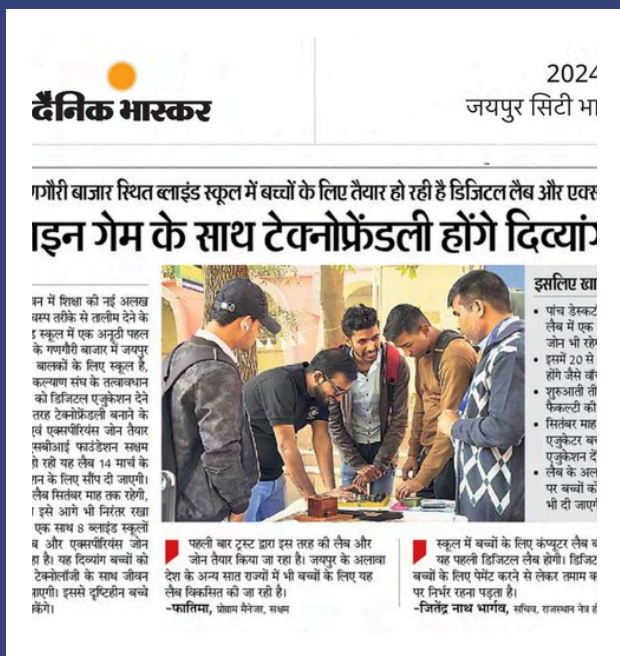 दैनिक भास्कर
2024
जयपुर सिटी भा
गगौरी बाजार स्थित ब्लाइंड स्कूल में बच्चों के लिए तैयार हो रही है डिजिटल लैब और एक्स
इन गेम के साथ टेक्नोफ्रेंडली होंगे दिव्यांग
वन में शिक्षा की नई अलख
चस्प तरीके से तालीम देने के
स्कूल में एक अनूठी पहल
के गणगौरी बाजार में जयपुर
बालकों के लिए स्कूल है,
कल्याण संघ के तत्वावधान
को डिजिटल एजुकेशन देने
तरह टेक्नोफ्रेंडली बनाने के
एवं एक्सपीरियंस जोन तैयार
सबीआई फाउंडेशन सक्षम
हो रही यह लैब 14 मार्च के
ान के लिए सौंप दी जाएगी।
लैब सितंबर माह तक रहेगी,
इसे आगे भी निरंतर रखा
एक साथ 8 ब्लाइंड स्कूलों
ब और एक्सपीरियंस जोन
हा है। यह दिव्यांग बच्चों को
टेक्नोलॉजी के साथ जीवन
पाएगी। इससे दृष्टिहीन बच्चे
केंगे।
पहली बार ट्रस्ट द्वारा इस तरह की लैब और
जोन तैयार किया जा रहा है। जयपुर के अलावा
देश के अन्य सात राज्यों में भी बच्चों के लिए यह
लैब विकसित की जा रही है।
-फातिमा, प्रोग्राम मैनेजर, सक्षम
स्कूल में बच्चों के लिए कंप्यूटर लैब व
यह पहली डिजिटल लैब होगी। डिजिट
बच्चों के लिए पेमेंट करने से लेकर तमाम क
पर निर्भर रहना पड़ता है।
-जितेंद्र नाथ भार्गव, सचिव, राजस्थान नेत्र ही
इसलिए खा
• पांच डेस्कटॉ
लैब में एक
जोन भी रहे
• इसमें 20 से
होंगे जैसे वॉ
• शुरुआती ती
फैकल्टी की
• सितंबर माह
एजुकेटर बच
एजुकेशन दें
• लैब के अल
पर बच्चों को
भी दी जाएग